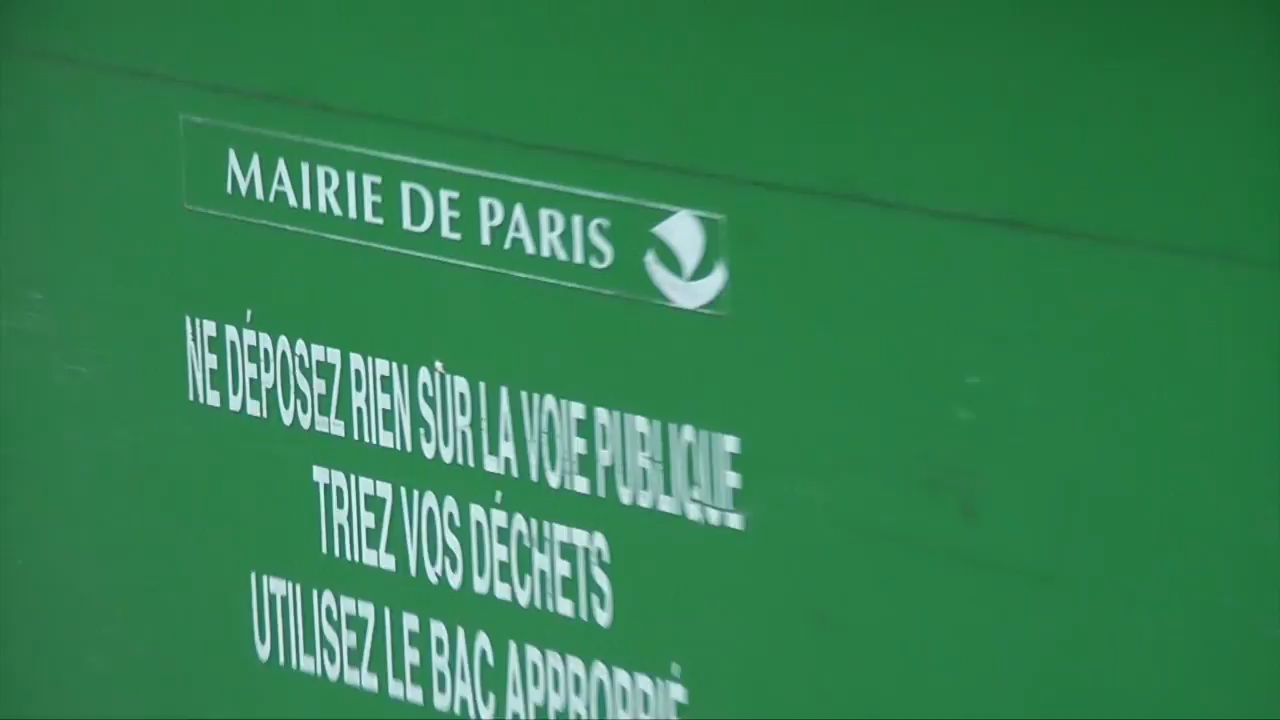 MAIRIE DE PARIS
NE DÉPOSEZ RIEN SUR LA VOIE PUBLIQUE
TRIEZ VOS DÉCHETS
UTILISEZ LE BAC APPROPRIÉ